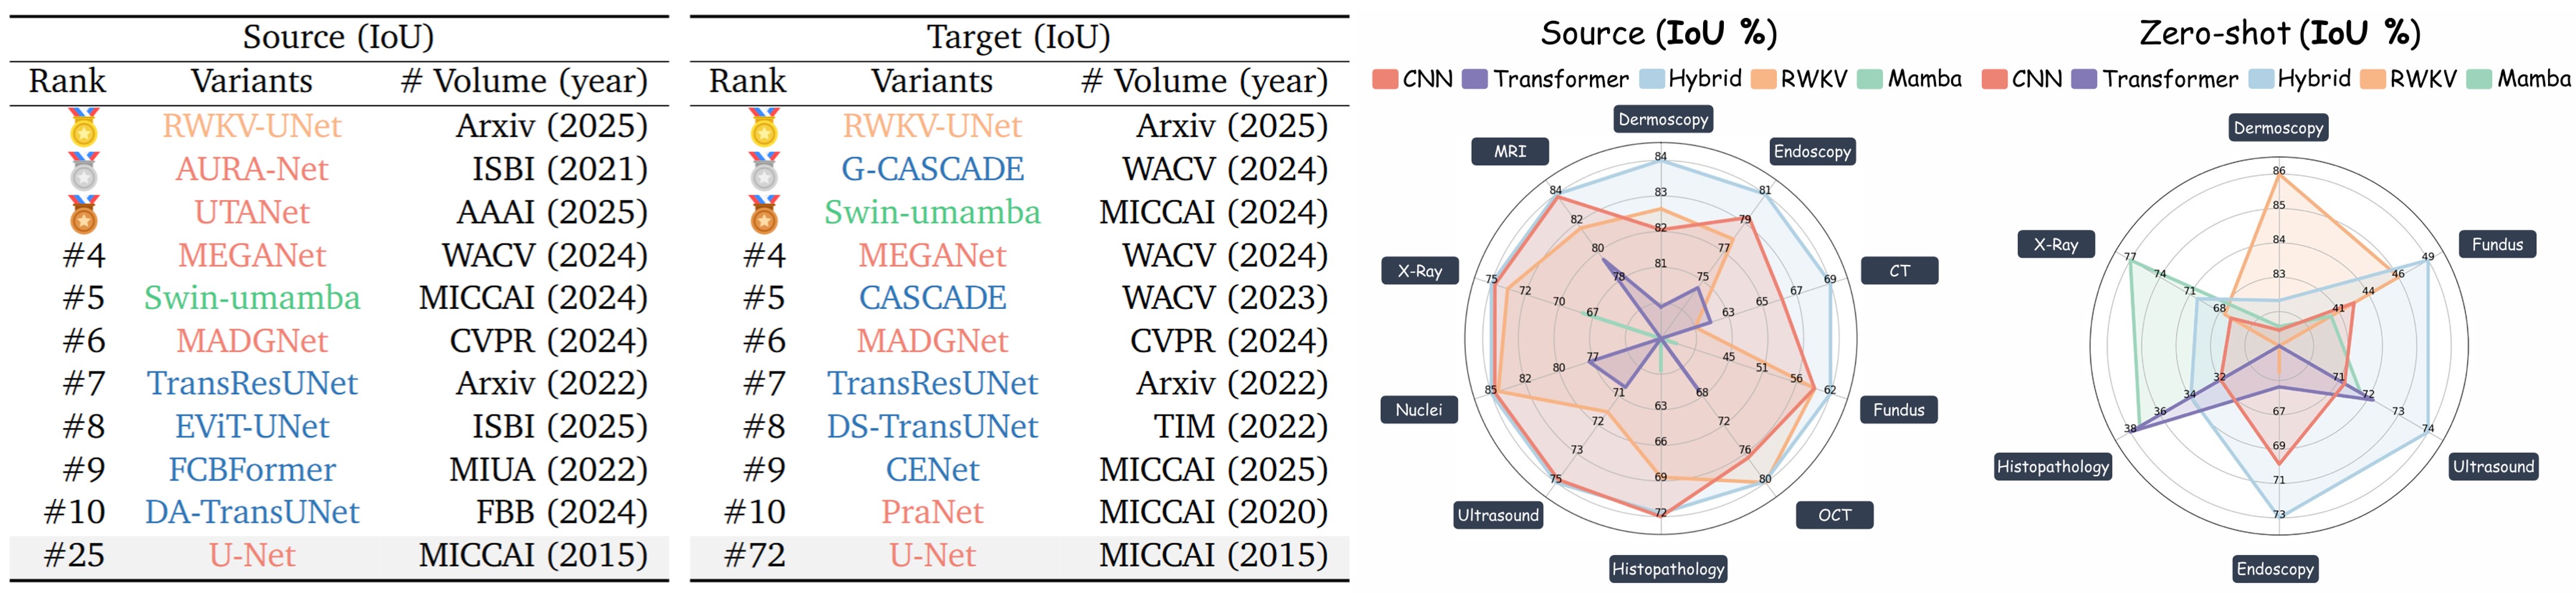 Source (IoU)
Rank Variants # Volume (year)
RWKV-UNet Arxiv (2025)
AURA-Net ISBI (2021)
UTANet AAAI (2025)
#4 MEGANet WACV (2024)
#5 Swin-umamba MICCAI (2024)
#6 MADGNet CVPR (2024)
#7 TransResUNet Arxiv (2022)
#8 EViT-UNet ISBI (2025)
#9 FCBFormer MIUA (2022)
#10 DA-TransUNet FBB (2024)
#25 U-Net MICCAI (2015)
Target (IoU)
Rank Variants # Volume (year)
RWKV-UNet Arxiv (2025)
G-CASCADE WACV (2024)
Swin-umamba MICCAI (2024)
#4 MEGANet WACV (2024)
#5 CASCADE WACV (2023)
#6 MADGNet CVPR (2024)
#7 TransResUNet Arxiv (2022)
#8 DS-TransUNet TIM (2022)
#9 CENet MICCAI (2025)
#10 PraNet MICCAI (2020)
#72 U-Net MICCAI (2015)
Source (IoU %)
CNN Transformer Hybrid RWKV Mamba
Dermoscopy
MRI Endoscopy
84
84 81
83
82 82 79
80 77
81
X-Ray 75 78 75 69 CT
72 70 67 63 65 67
77 45
80 51
85 82 56 62
Nuclei 71 68 Fundus
63
72 72
66
73 76
69
75 80
72
Ultrasound OCT
Histopathology
Zero-shot (IoU %)
CNN Transformer Hybrid RWKV Mamba
Dermoscopy
86
85
X-Ray 84 Fundus
77 49
74 83 46
71 44
68 41
32 71
34 72
36 67 73
38 74
69
Histopathology Ultrasound
71
73
Endoscopy